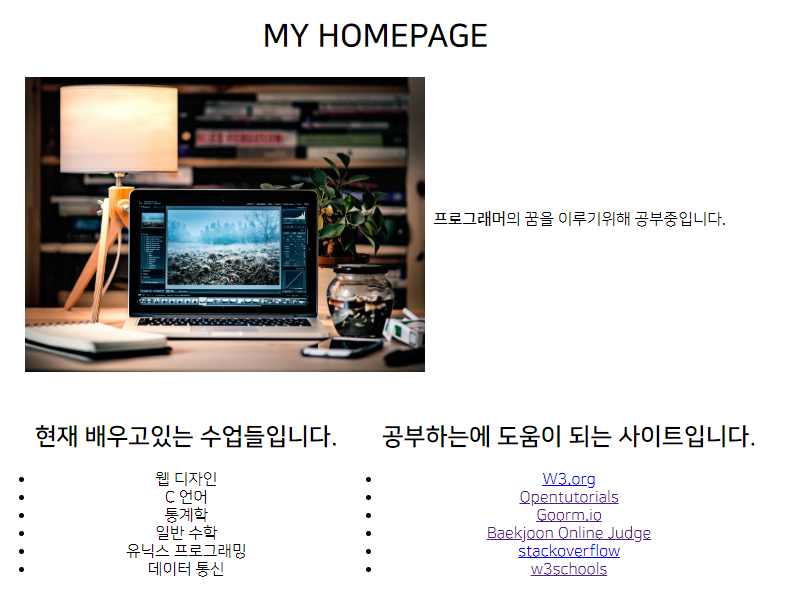 MY HOMEPAGE
프로그래머의 꿈을 이루기위해 공부중입니다.
현재 배우고있는 수업들입니다.
웹 디자인
C 언어
통계학
일반 수학
유닉스 프로그래밍
데이터 통신
공부하는에 도움이 되는 사이트입니다.
W3.org
Opentutorials
Goorm.io
Baekjoon Online Judge
stackoverflow
w3schools